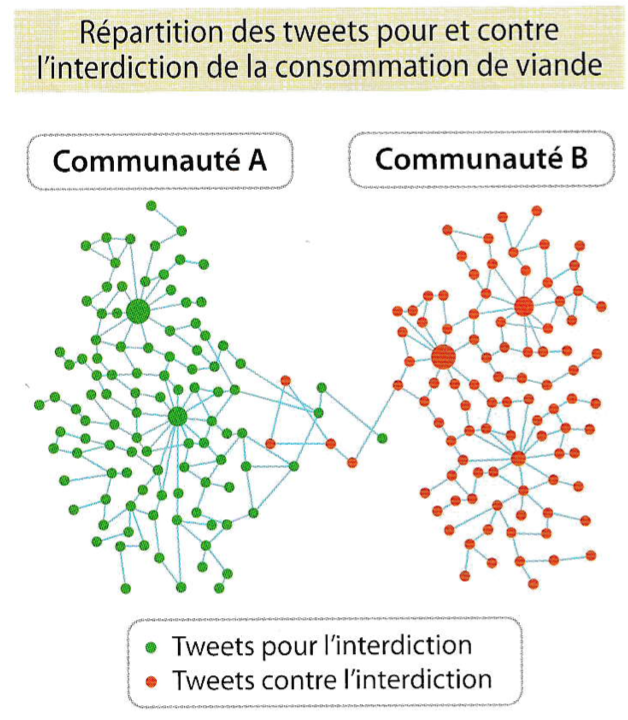 Répartition des tweets pour et contre
l'interdiction de la consommation de viande
Communauté A
Communauté B
Tweets pour l'interdiction
Tweets contre l'interdiction